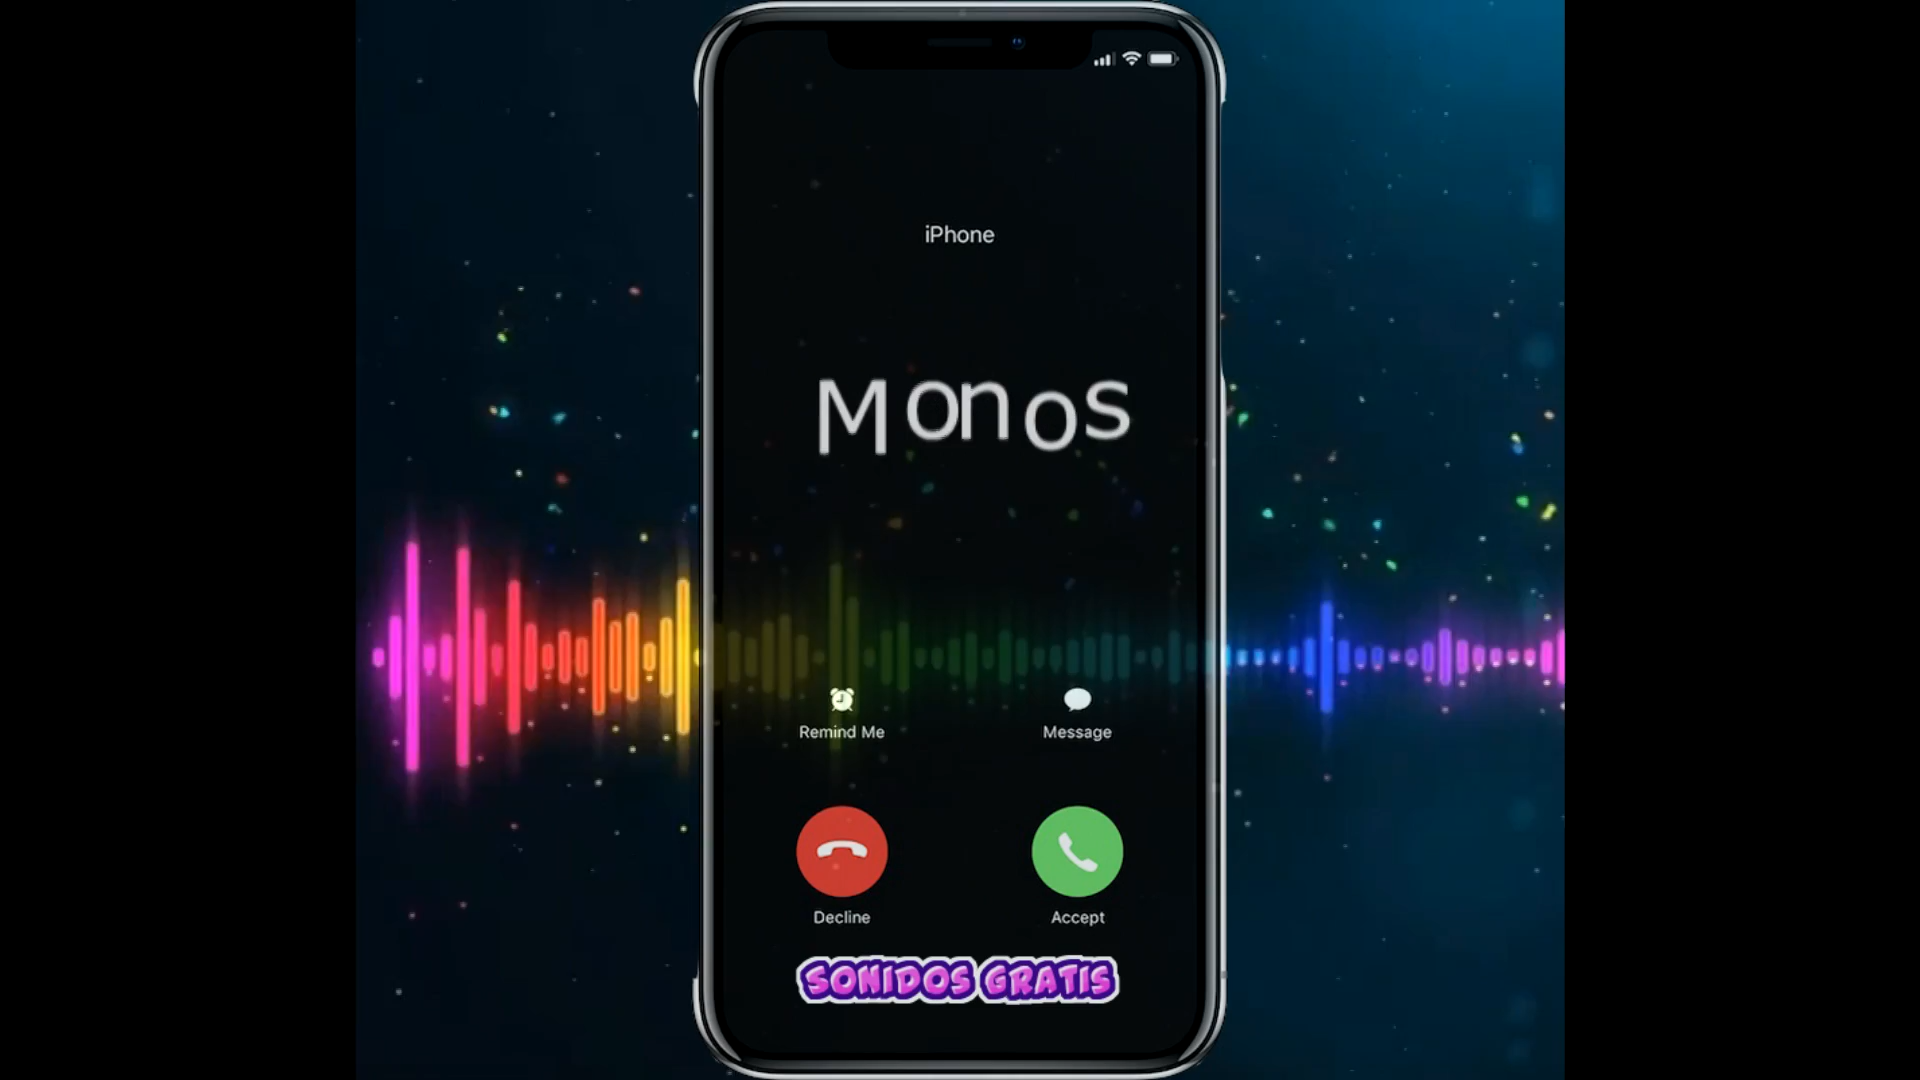 iPhone
Monos
Remind Me
Message
Decline
Accept
SONIDOS GRATIS